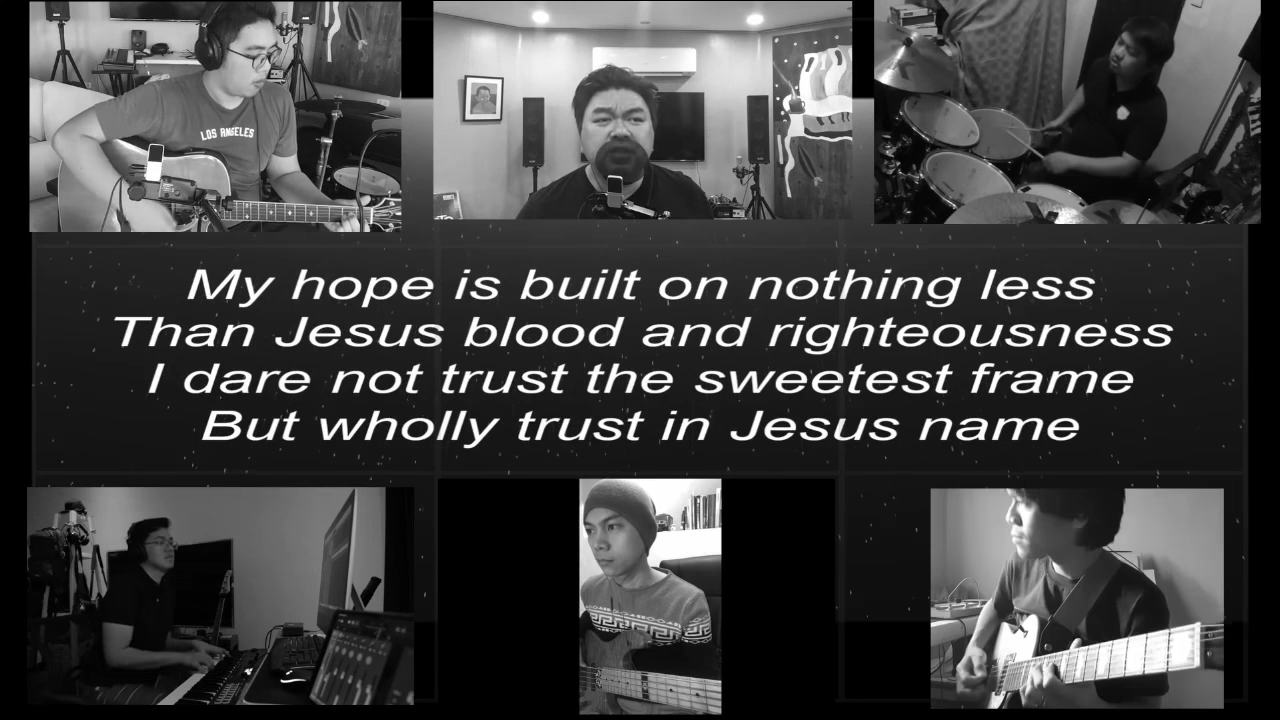 LOS ANGELES
My hope is built on nothing less
Than Jesus blood and righteousness
I dare not trust the sweetest frame
But wholly trust in Jesus name